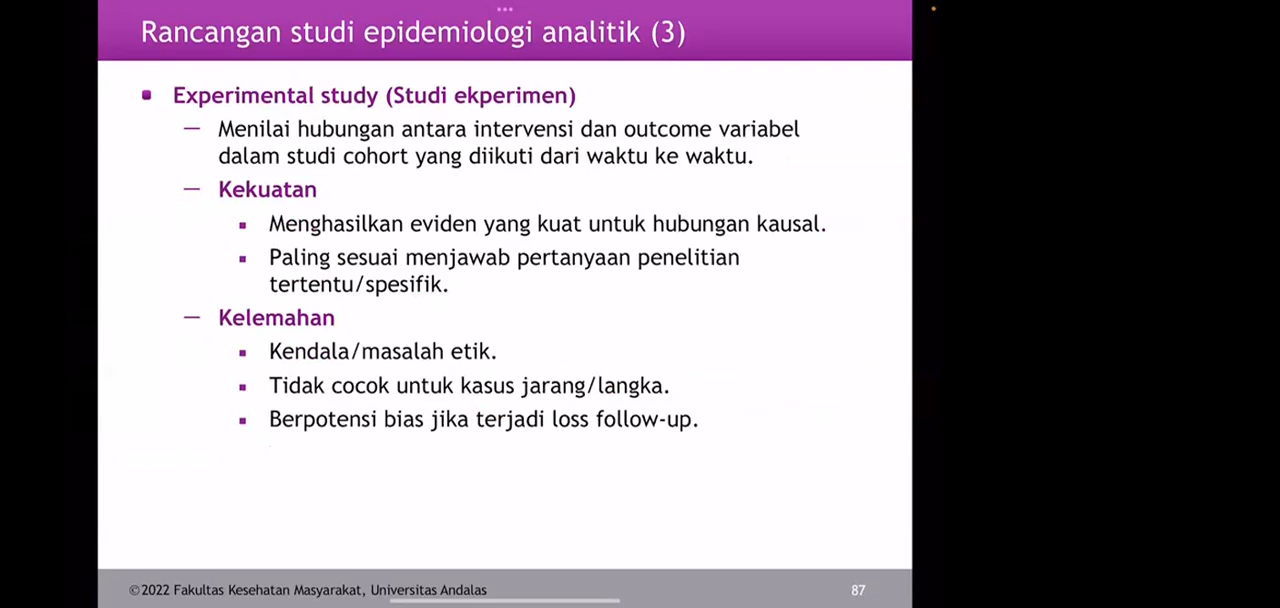 Rancangan studi epidemiologi analitik (3)
Experimental study (Studi ekperimen)
Menilai hubungan antara intervensi dan outcome variabel
dalam studi cohort yang diikuti dari waktu ke waktu.
Kekuatan
Menghasilkan eviden yang kuat untuk hubungan kausal.
Paling sesuai menjawab pertanyaan penelitian
tertentu/spesifik.
Kelemahan
Kendala/masalah etik.
Tidak cocok untuk kasus jarang/langka.
Berpotensi bias jika terjadi loss follow-up.
©2022 Fakultas Kesehatan Masyarakat, Universitas Andalas
87